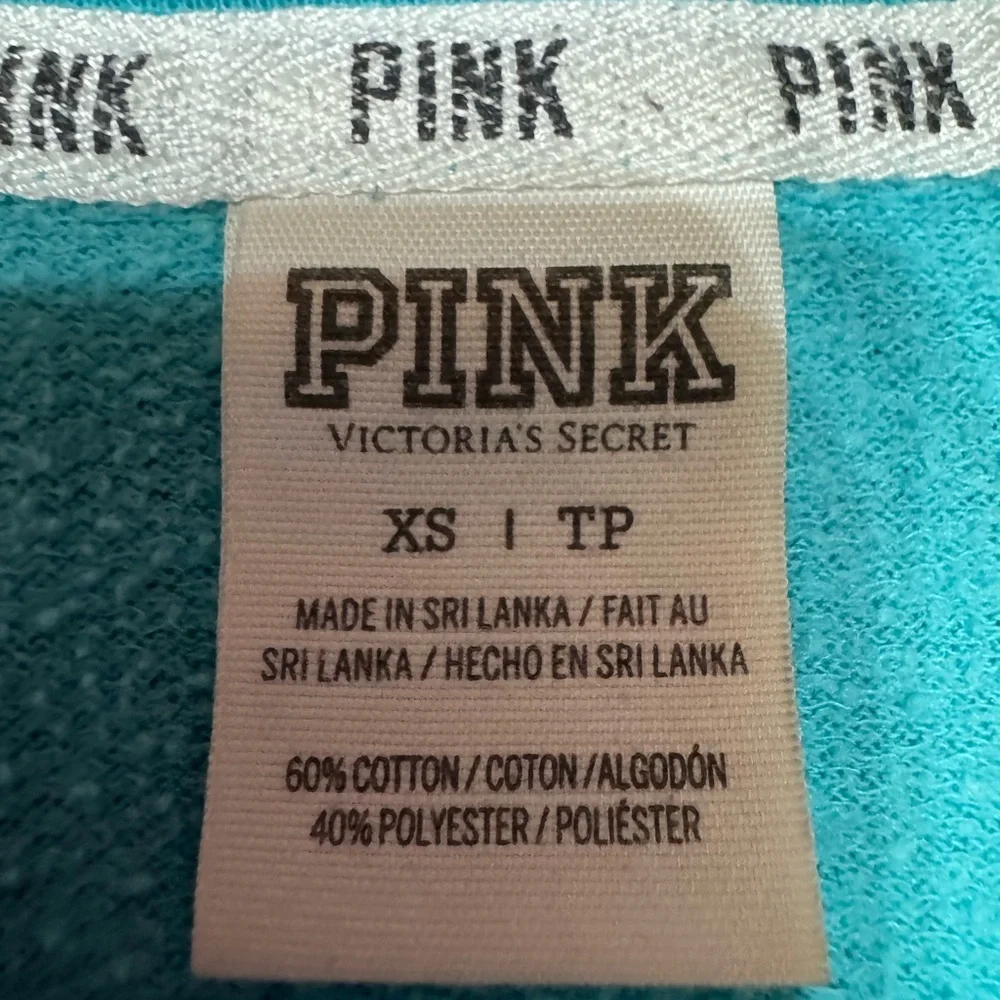 PINK PINK PINK
PINK
VICTORIA'S SECRET
XS | TP
MADE IN SRI LANKA / FAIT AU
SRI LANKA / HECHO EN SRI LANKA
60% COTTON / COTON /ALGODÓN
40% POLYESTER / POLIÉSTER